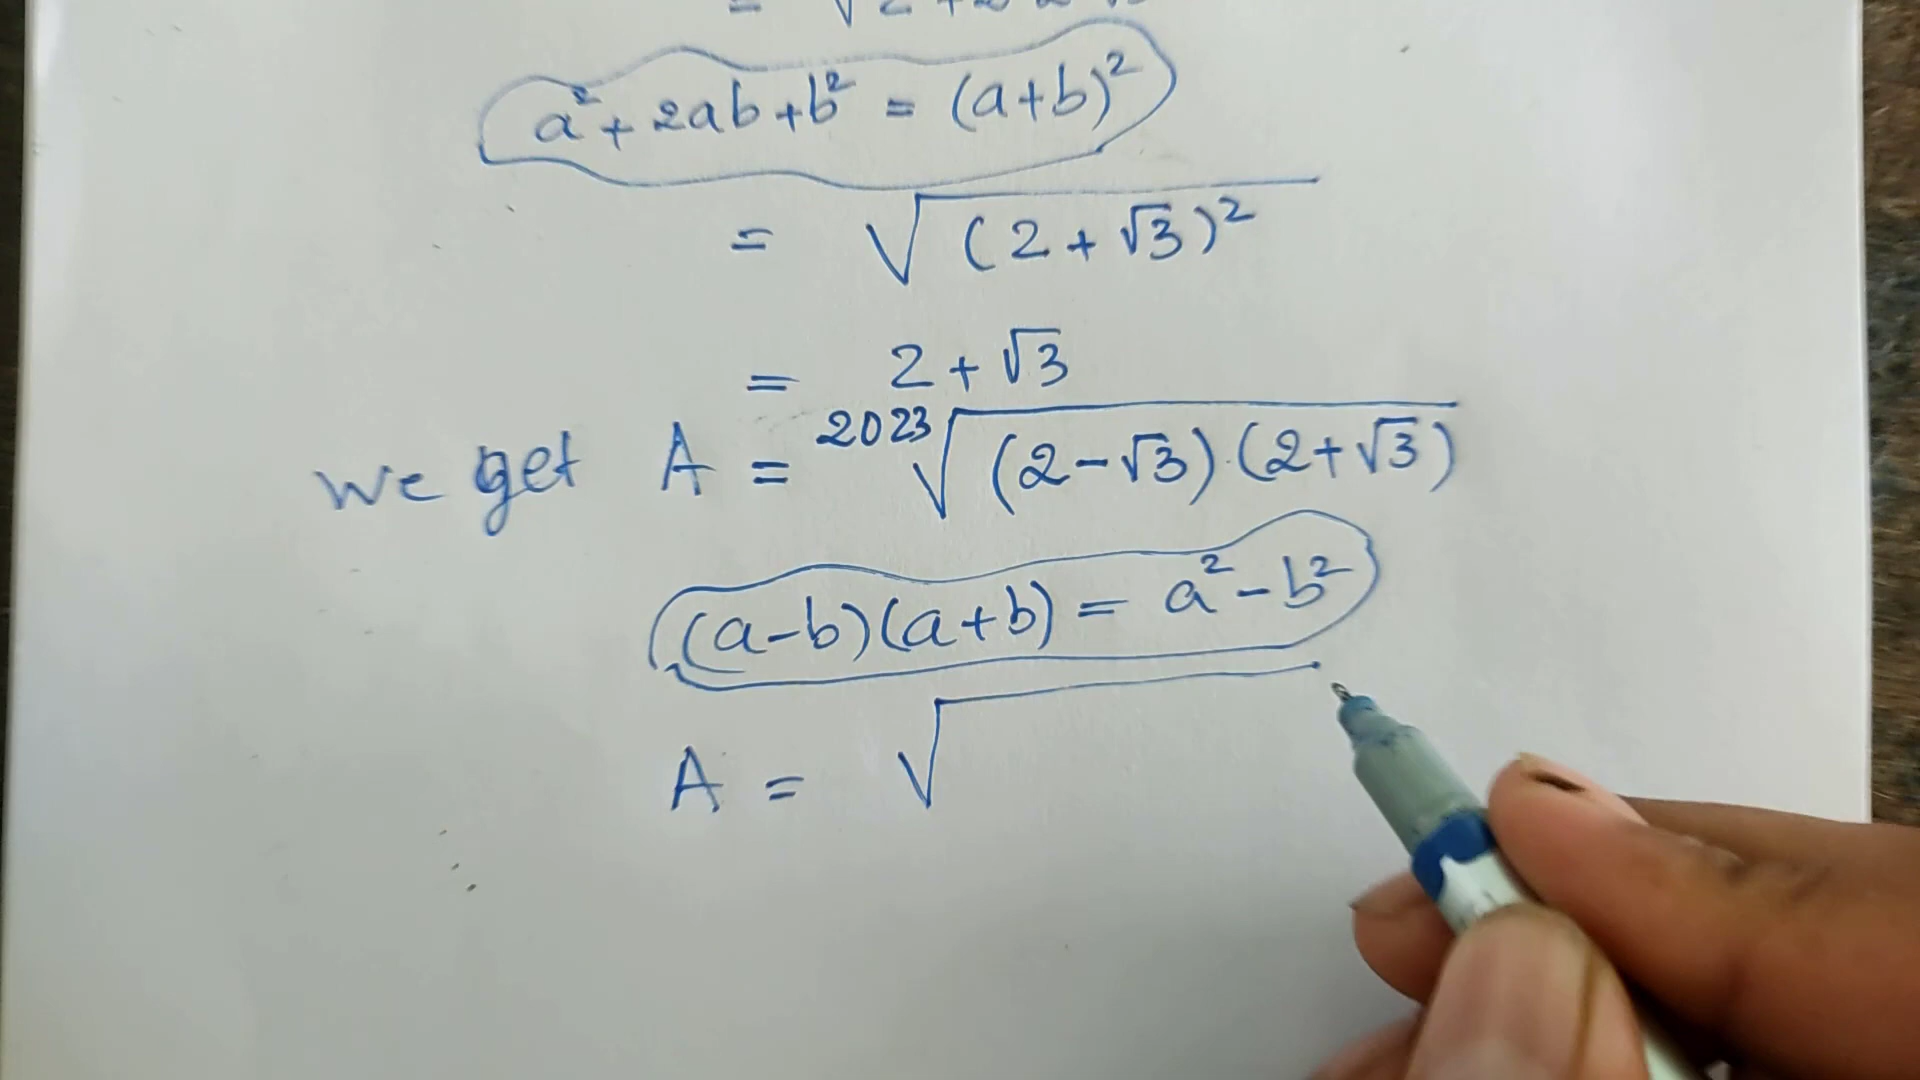 a² + 2ab + b² = (a+b)²
= √(2 + √3)²
= 2 + √3
we get A = ²⁰²³√(2 - √3).(2 + √3)
(a-b)(a+b) = a² - b²
A = √